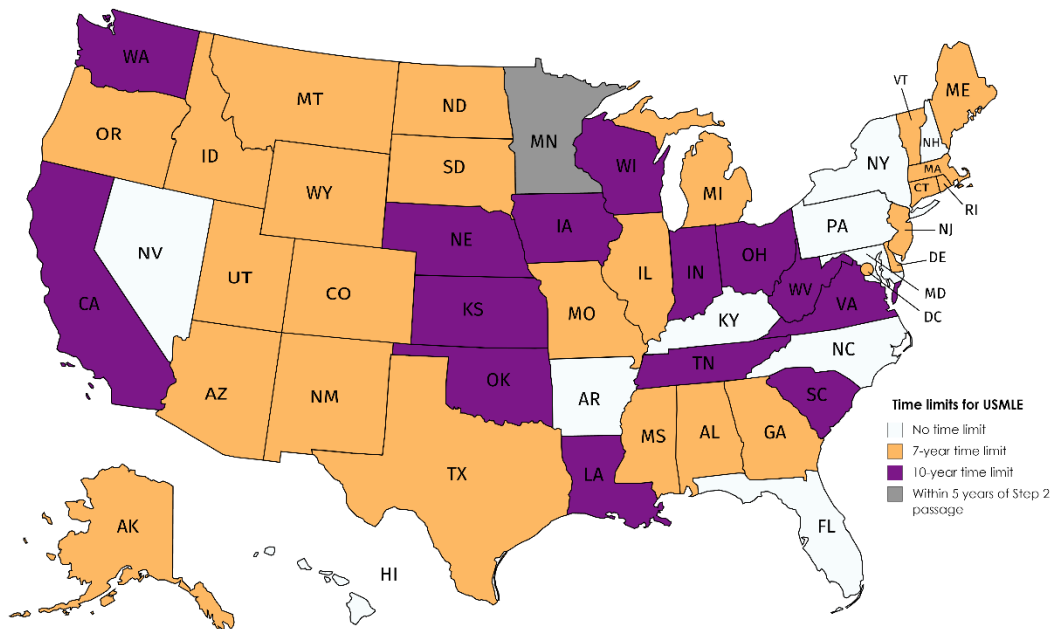 WA
MT
ND
MN
VT
ME
OR
ID
SD
WI
NY
NH
MA
WY
MI
CT
RI
NE
IA
PA
NJ
NV
UT
CO
IL
IN
OH
DE
CA
KS
MO
WV
VA
MD
DC
KY
NC
AZ
NM
OK
AR
TN
SC
TX
MS
AL
GA
LA
AK
HI
FL
Time limits for USMLE
No time limit
7-year time limit
10-year time limit
Within 5 years of Step 2
passage